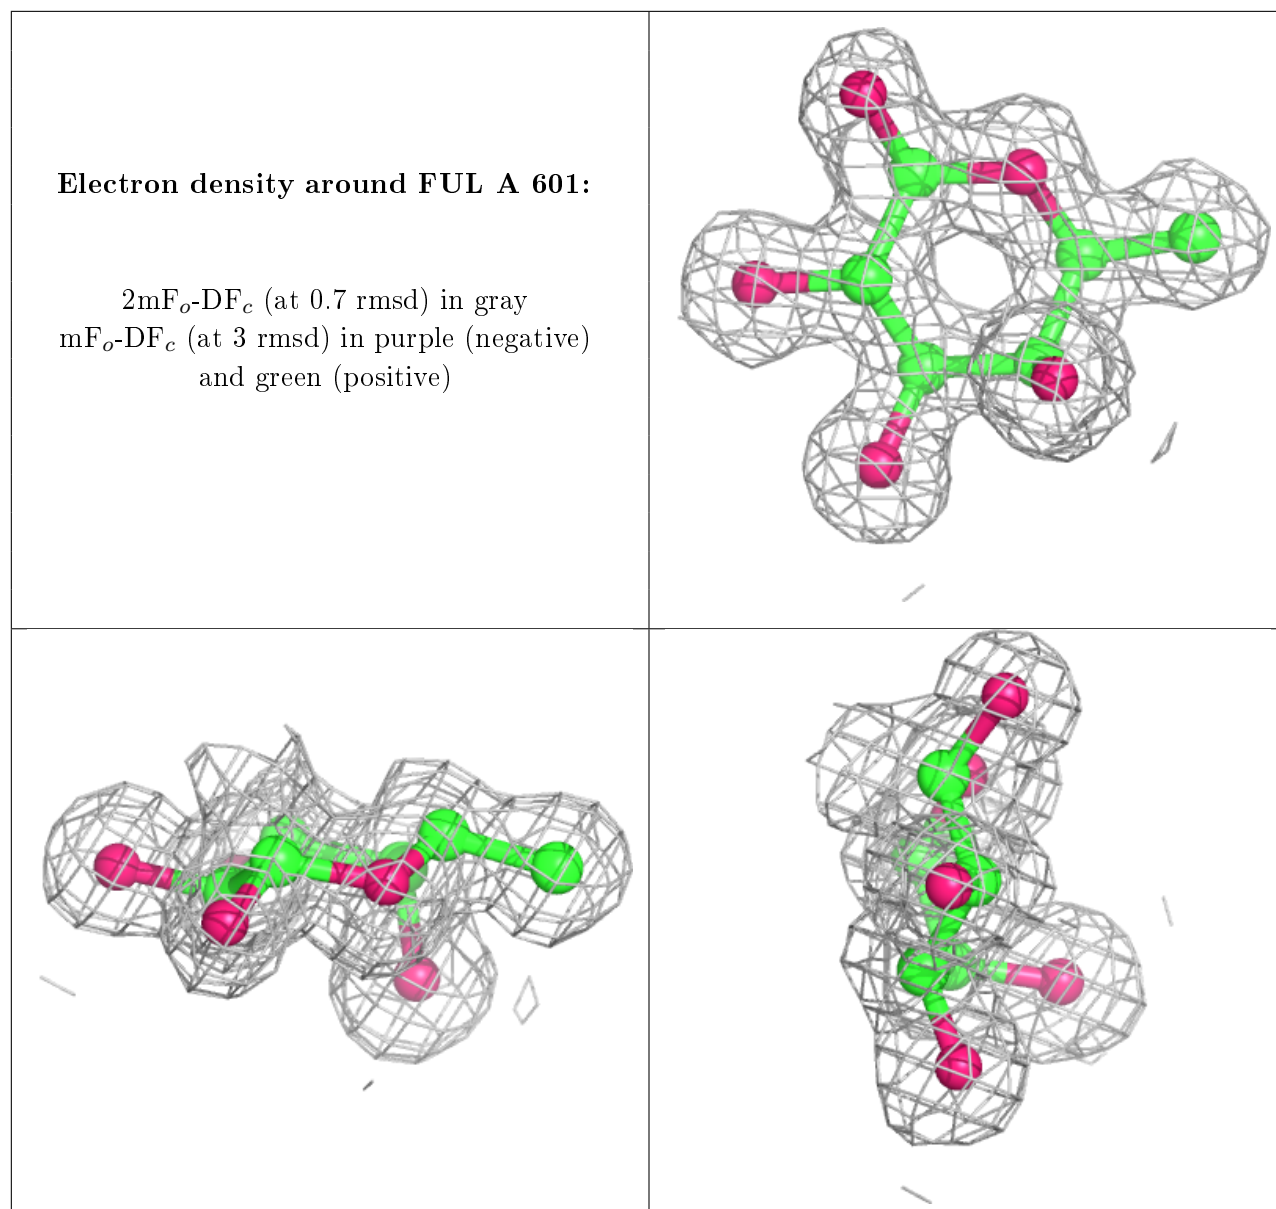 Electron density around FUL A 601:
2mFo-DFc (at 0.7 rmsd) in gray
mFo-DFc (at 3 rmsd) in purple (negative)
and green (positive)